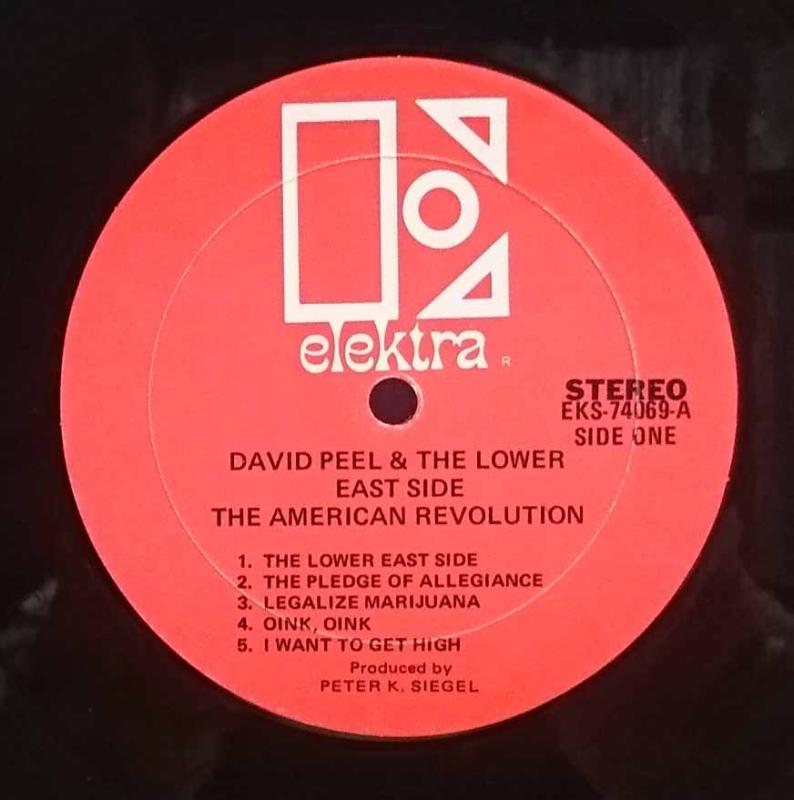 elektra R
STEREO
EKS-74069-A
SIDE ONE
DAVID PEEL & THE LOWER
EAST SIDE
THE AMERICAN REVOLUTION
1. THE LOWER EAST SIDE
2. THE PLEDGE OF ALLEGIANCE
3. LEGALIZE MARIJUANA
4. OINK, OINK
5. I WANT TO GET HIGH
Produced by
PETER K. SIEGEL